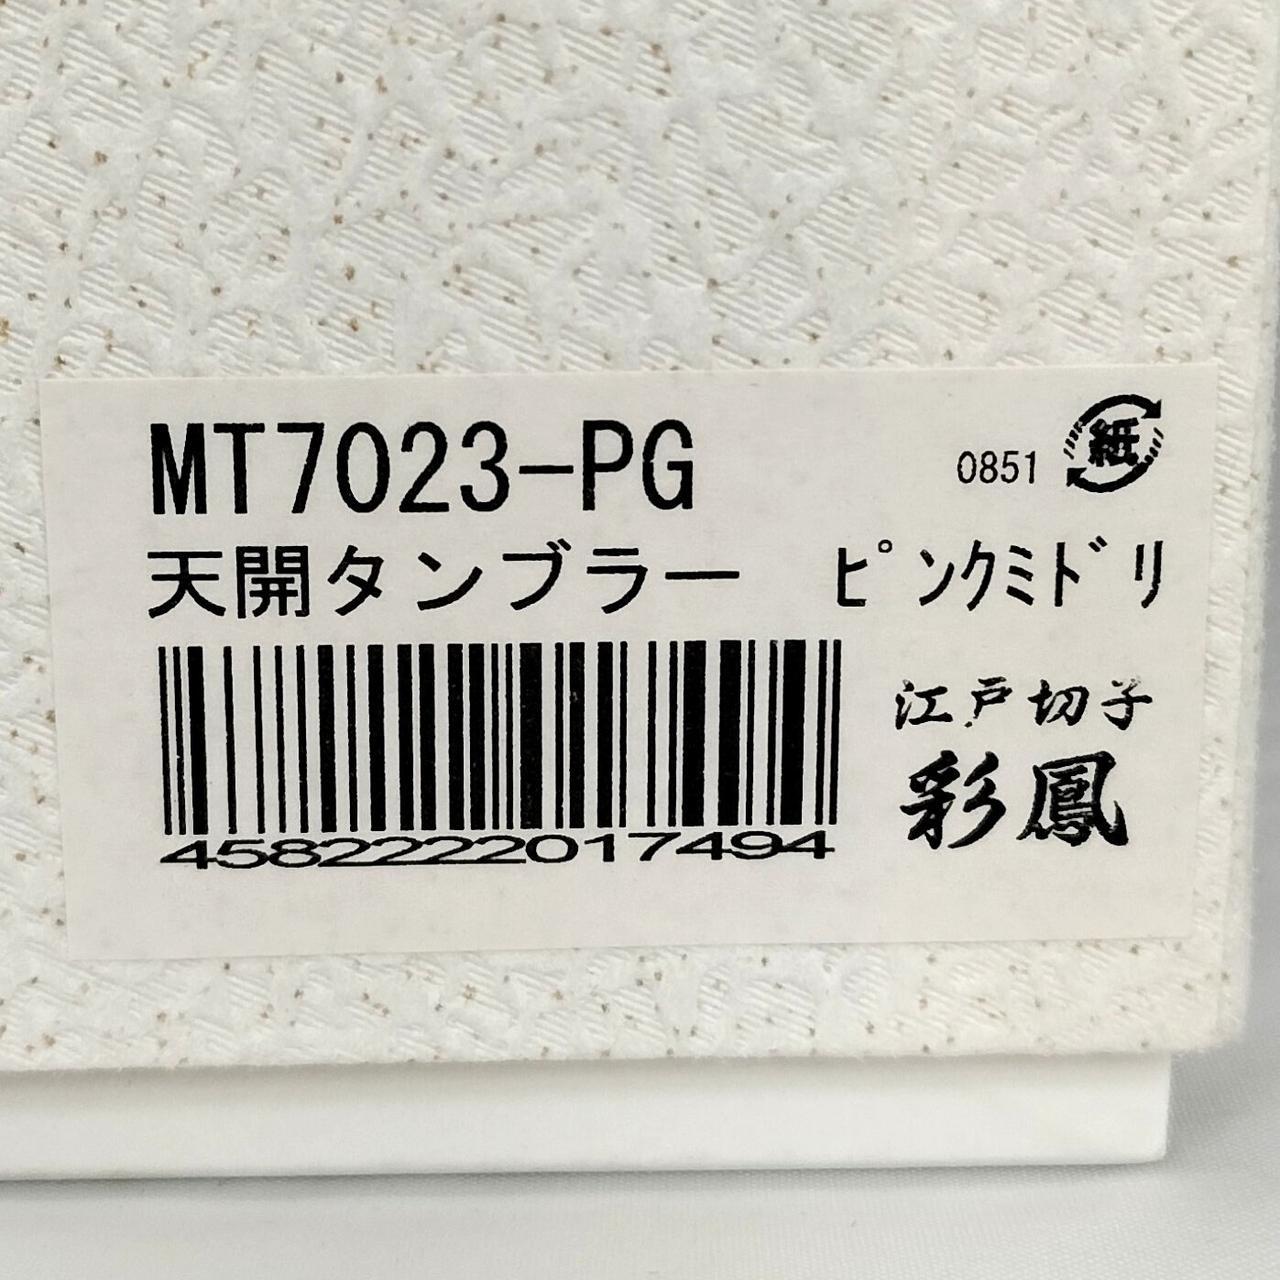 MT7023-PG
0851 紙
天開タンブラー ピンクミドリ
4582222017494
江戸切子
彩鳳